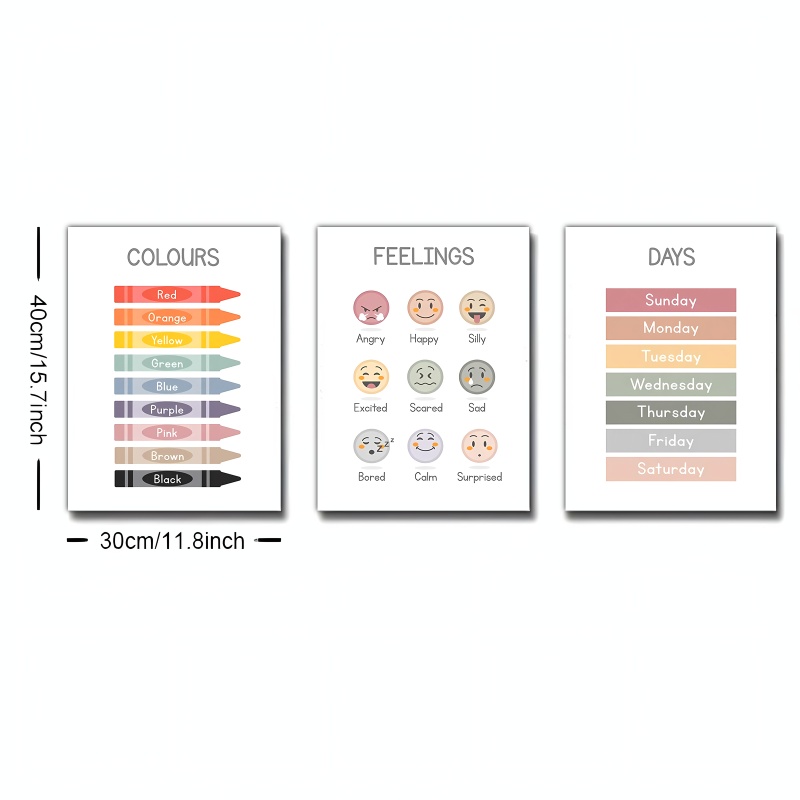 40cm/15.7inch
COLOURS
Red
Orange
Yellow
Green
Blue
Purple
Pink
Brown
Black
30cm/11.8inch
FEELINGS
Angry Happy Silly
Excited Scared Sad
zzz
Bored Calm Surprised
DAYS
Sunday
Monday
Tuesday
Wednesday
Thursday
Friday
Saturday